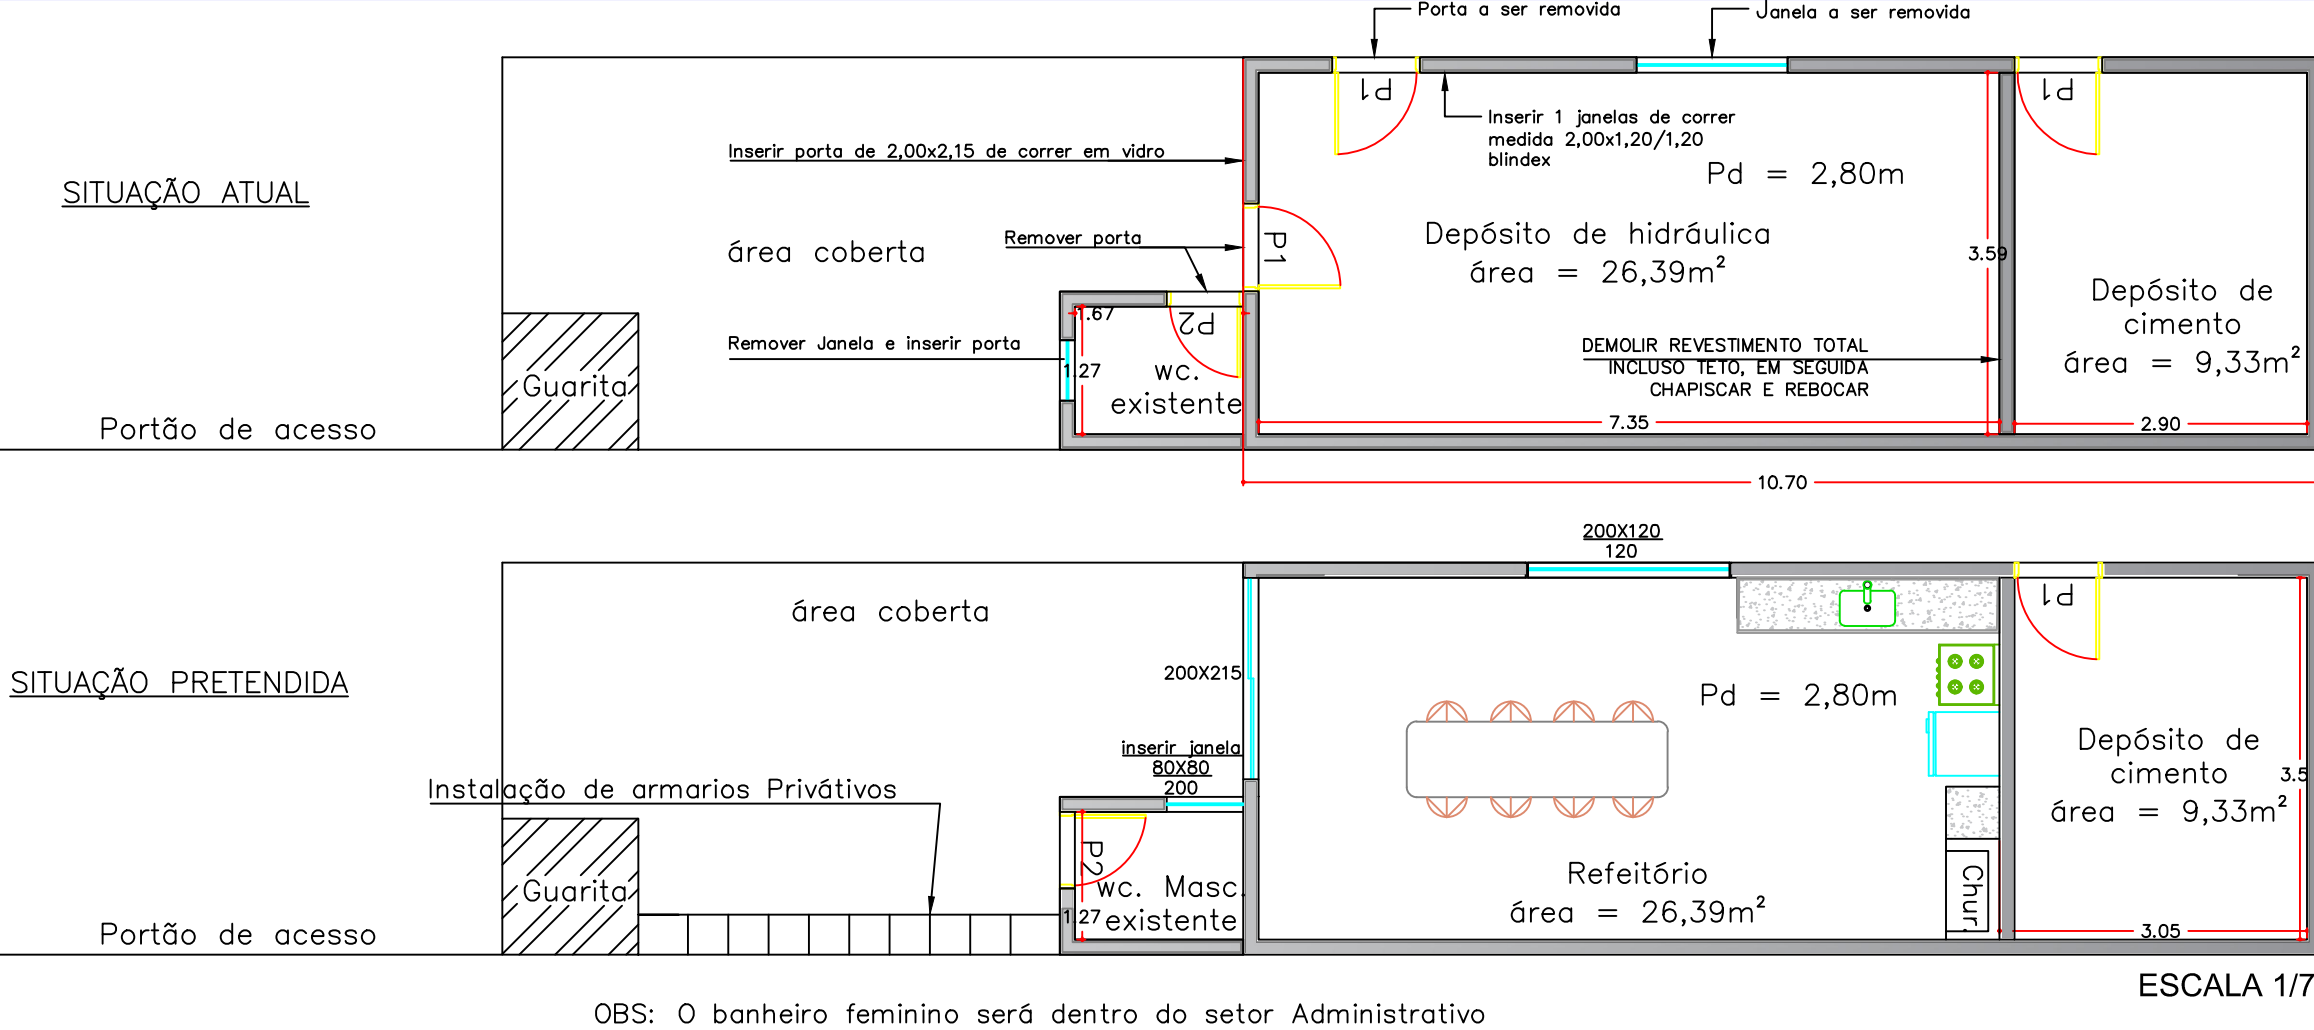 Porta a ser removida
Janela a ser removida
P1
P1
Inserir 1 janelas de correr
medida 2,00x1,20/1,20
blindex
Inserir porta de 2,00x2,15 de correr em vidro
Pd = 2,80m
SITUAÇÃO ATUAL
Remover porta
área coberta
P1
Depósito de hidráulica
área = 26,39m²
3.59
Depósito de
cimento
área = 9,33m²
1.67
P2
Remover Janela e inserir porta
DEMOLIR REVESTIMENTO TOTAL
INCLUSO TETO, EM SEGUIDA
CHAPISCAR E REBOCAR
1.27
wc.
existente
Guarita
Portão de acesso
7.35
2.90
10.70
200X120
120
área coberta
P1
SITUAÇÃO PRETENDIDA
200X215
Pd = 2,80m
inserir janela
80X80
200
Depósito de
cimento
área = 9,33m²
3.5
Instalação de armarios Privátivos
P2
wc. Masc.
existente
1.27
Guarita
Refeitório
área = 26,39m²
Chur.
Portão de acesso
3.05
ESCALA 1/7
OBS: O banheiro feminino será dentro do setor Administrativo